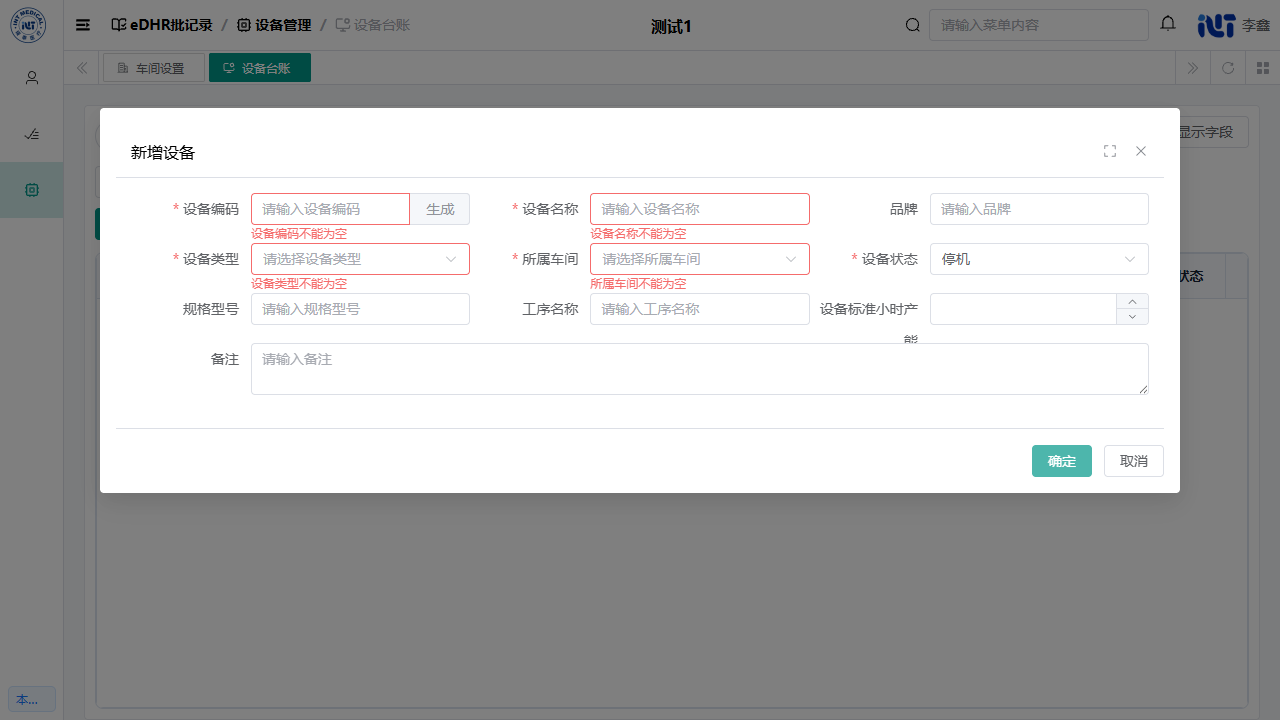 eDHR批记录 / 设备管理 / 设备台账
测试1
请输入菜单内容
李鑫
车间设置
设备台账
显示字段
状态
新增设备
* 设备编码 请输入设备编码 生成
设备编码不能为空
* 设备名称 请输入设备名称
设备名称不能为空
品牌 请输入品牌
* 设备类型 请选择设备类型
设备类型不能为空
* 所属车间 请选择所属车间
所属车间不能为空
* 设备状态 停机
规格型号 请输入规格型号
工序名称 请输入工序名称
设备标准小时产
能
备注 请输入备注
确定
取消
本...